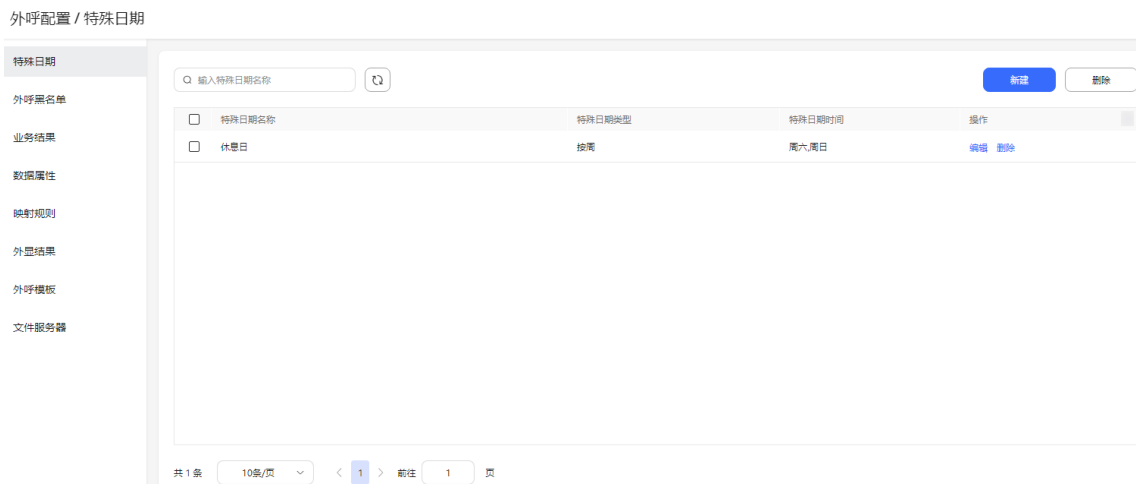 外呼配置 / 特殊日期
特殊日期
外呼黑名单
业务结果
数据属性
映射规则
外显结果
外呼模板
文件服务器
输入特殊日期名称
新建
删除
特殊日期名称 特殊日期类型 特殊日期时间 操作
休息日 按周 周六,周日 编辑 删除
共 1 条 10条/页 1 前往 1 页